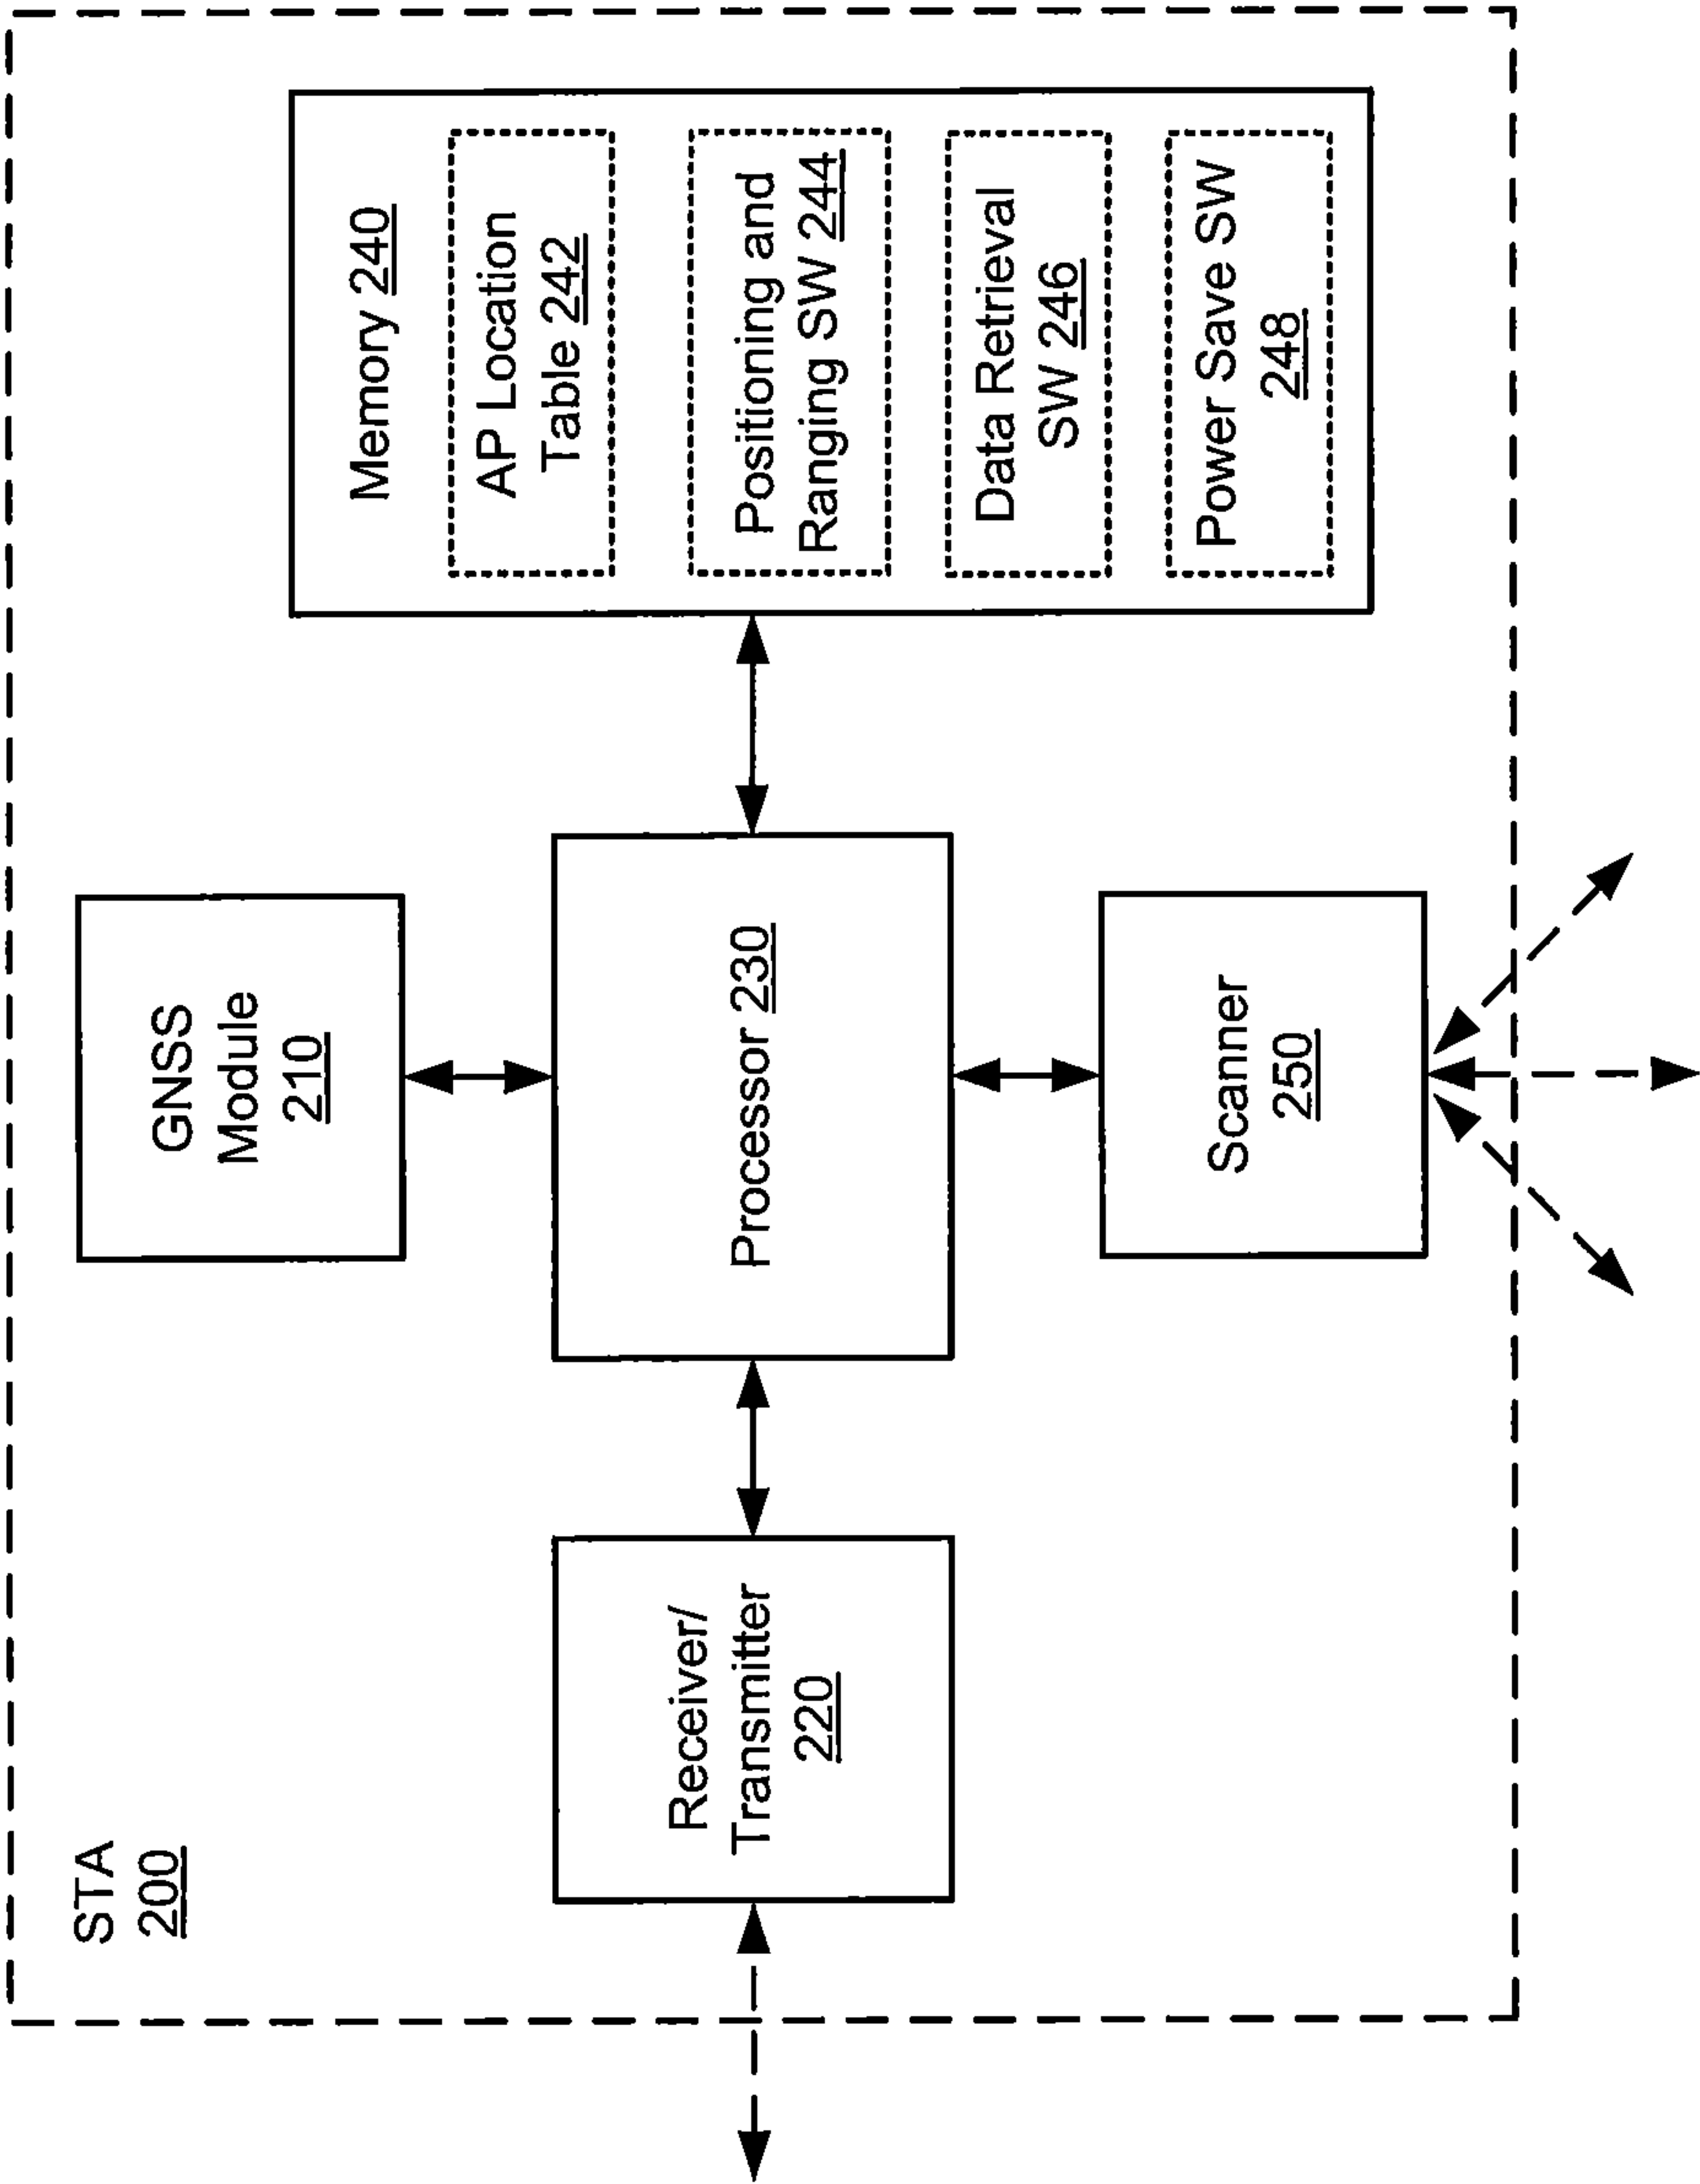 STA
200
GNSS
Module
210
Receiver/
Transmitter
220
Processor 230
Scanner
250
Memory 240
AP Location
Table 242
Positioning and
Ranging SW 244
Data Retrieval
SW 246
Power Save SW
248